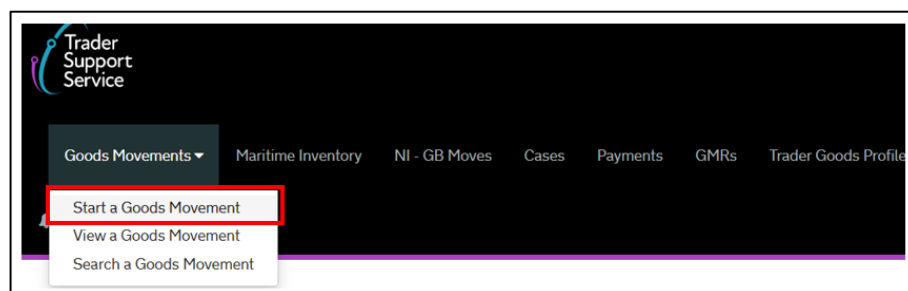 Trader
Support
Service
Goods Movements Maritime Inventory NI - GB Moves Cases Payments GMRs Trader Goods Profile
Start a Goods Movement
View a Goods Movement
Search a Goods Movement